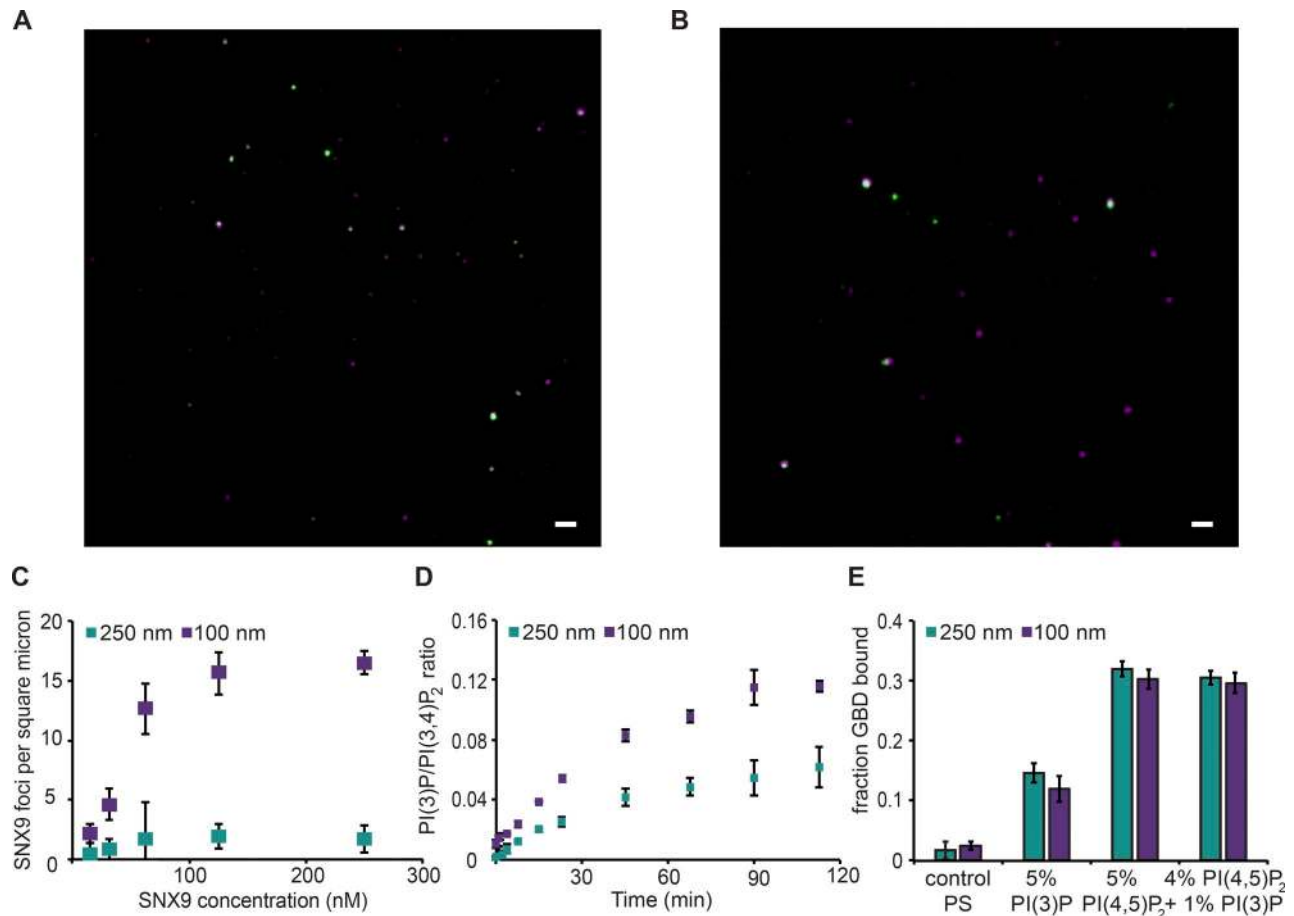 A
B
C
SNX9 foci per square micron
20
15
10
5
0
250 nm 100 nm
0
100
200
300
SNX9 concentration (nM)
D
PI(3)P/PI(3,4)P₂ ratio
0.16
0.12
0.08
0.04
0
250 nm 100 nm
0
30
60
90
120
Time (min)
E
fraction GBD bound
0.4
0.3
0.2
0.1
0
250 nm 100 nm
control 5% 5% 4% PI(4,5)P₂
PS PI(3)P PI(4,5)P₂+ 1% PI(3)P